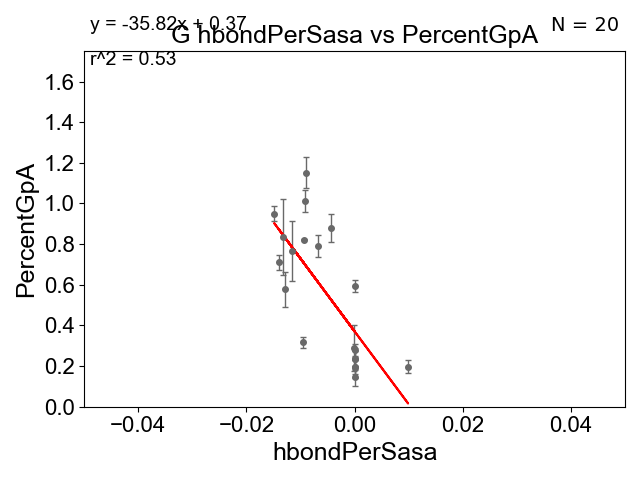 y = -35.82x + 0.37
G hbondPerSasa vs PercentGpA
N = 20
r^2 = 0.53
1.6
1.4
1.2
1.0
0.8
0.6
0.4
0.2
0.0
PercentGpA
−0.04 −0.02 0.00 0.02 0.04
hbondPerSasa